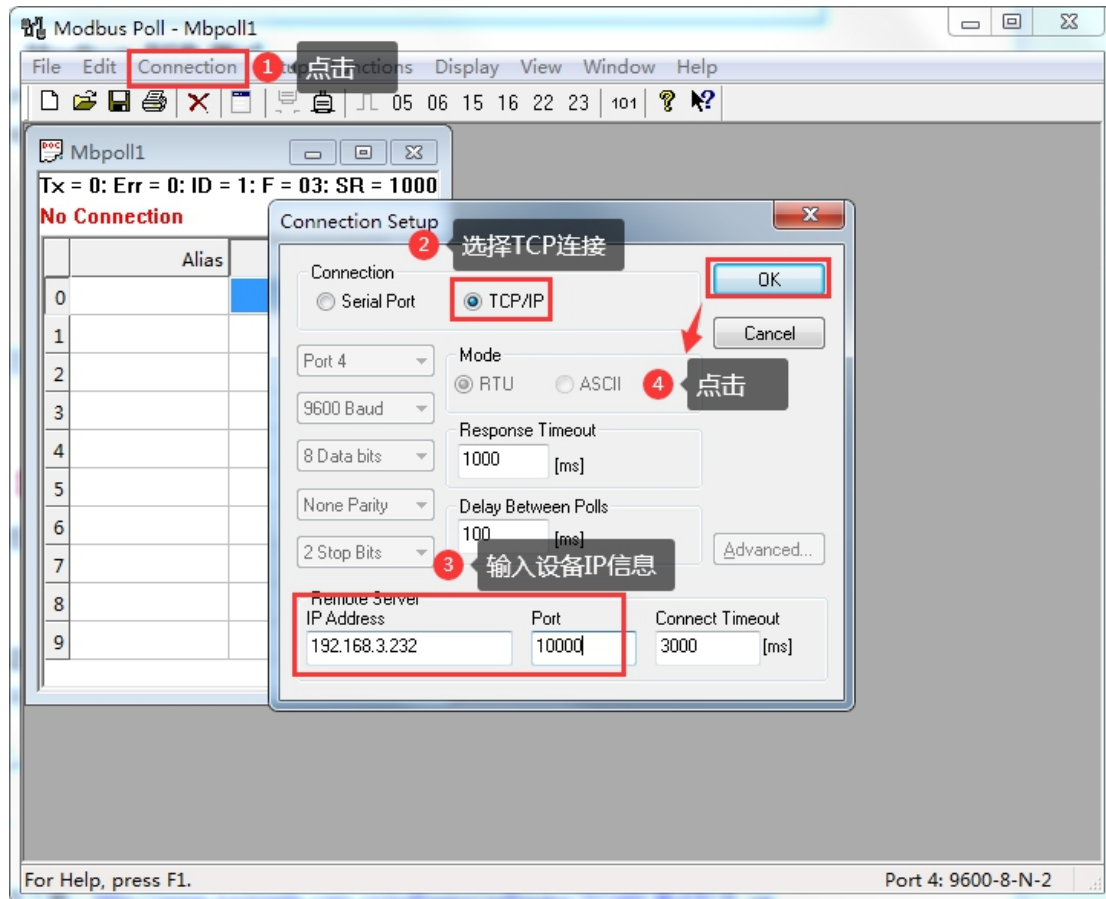 Modbus Poll - Mbpoll1
File Edit Connection 1 点击 Display View Window Help
05 06 15 16 22 23 101
Mbpoll1
Tx = 0: Err = 0: ID = 1: F = 03: SR = 1000
No Connection
Alias
0
1
2
3
4
5
6
7
8
9
Connection Setup
2 选择TCP连接
Connection
Serial Port TCP/IP
OK
Cancel
Port 4
9600 Baud
8 Data bits
None Parity
2 Stop Bits
Mode
RTU ASCII
4 点击
Response Timeout
1000 [ms]
Delay Between Polls
100 [ms]
3 输入设备IP信息
Advanced...
Remote Server
IP Address Port Connect Timeout
192.168.3.232 10000 3000 [ms]
For Help, press F1.
Port 4: 9600-8-N-2